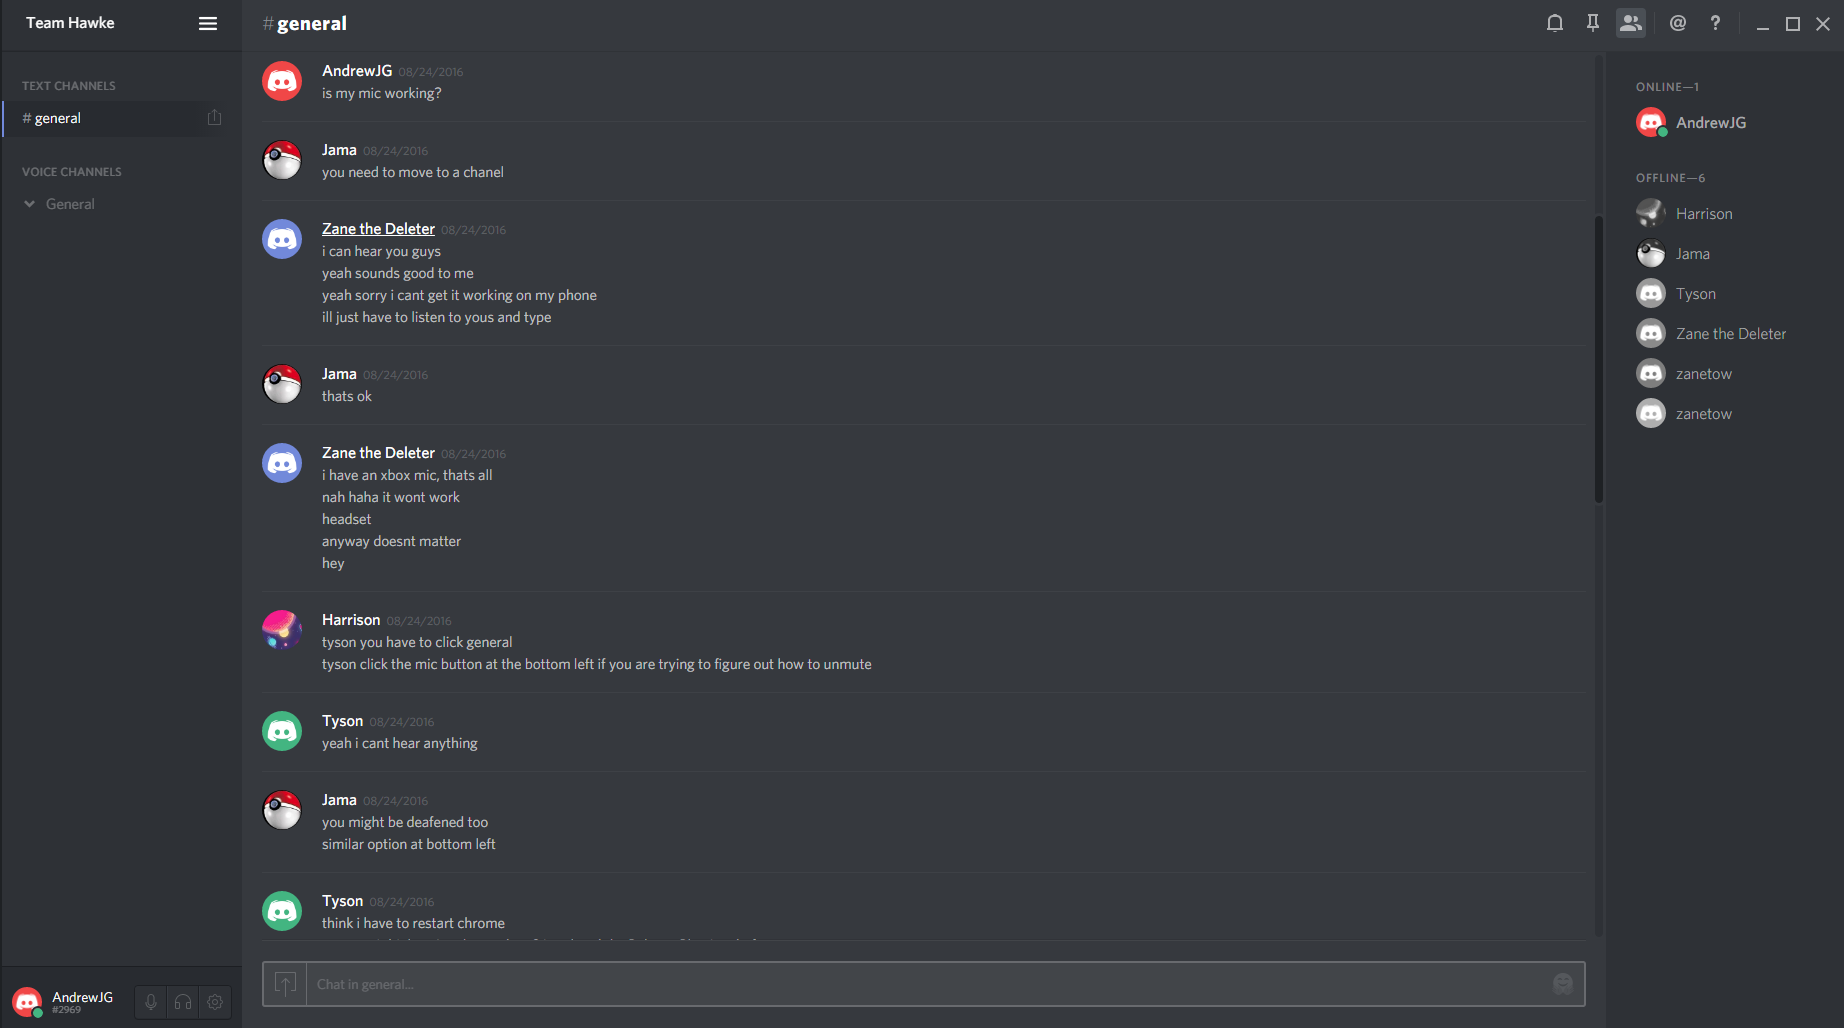 Team Hawke
TEXT CHANNELS
# general
VOICE CHANNELS
General
AndrewJG
#2969
#general
AndrewJG 08/24/2016
is my mic working?
Jama 08/24/2016
you need to move to a chanel
Zane the Deleter 08/24/2016
i can hear you guys
yeah sounds good to me
yeah sorry i cant get it working on my phone
ill just have to listen to yous and type
Jama 08/24/2016
thats ok
Zane the Deleter 08/24/2016
i have an xbox mic, thats all
nah haha it wont work
headset
anyway doesnt matter
hey
Harrison 08/24/2016
tyson you have to click general
tyson click the mic button at the bottom left if you are trying to figure out how to unmute
Tyson 08/24/2016
yeah i cant hear anything
Jama 08/24/2016
you might be deafened too
similar option at bottom left
Tyson 08/24/2016
think i have to restart chrome
Chat in general...
@ ?
ONLINE—1
AndrewJG
OFFLINE—6
Harrison
Jama
Tyson
Zane the Deleter
zanetow
zanetow